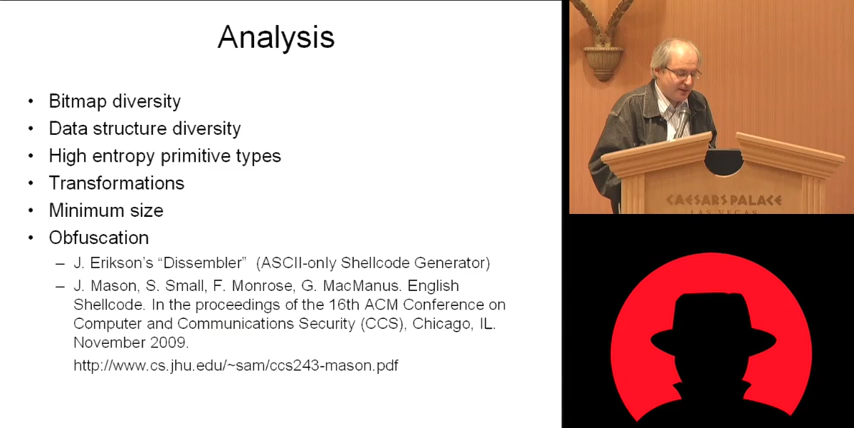 Analysis
• Bitmap diversity
• Data structure diversity
• High entropy primitive types
• Transformations
• Minimum size
• Obfuscation
– J. Erikson's "Dissembler" (ASCII-only Shellcode Generator)
– J. Mason, S. Small, F. Monrose, G. MacManus. English
Shellcode. In the proceedings of the 16th ACM Conference on
Computer and Communications Security (CCS), Chicago, IL.
November 2009.
http://www.cs.jhu.edu/~sam/ccs243-mason.pdf
CAESARS PALACE
LAS VEGAS